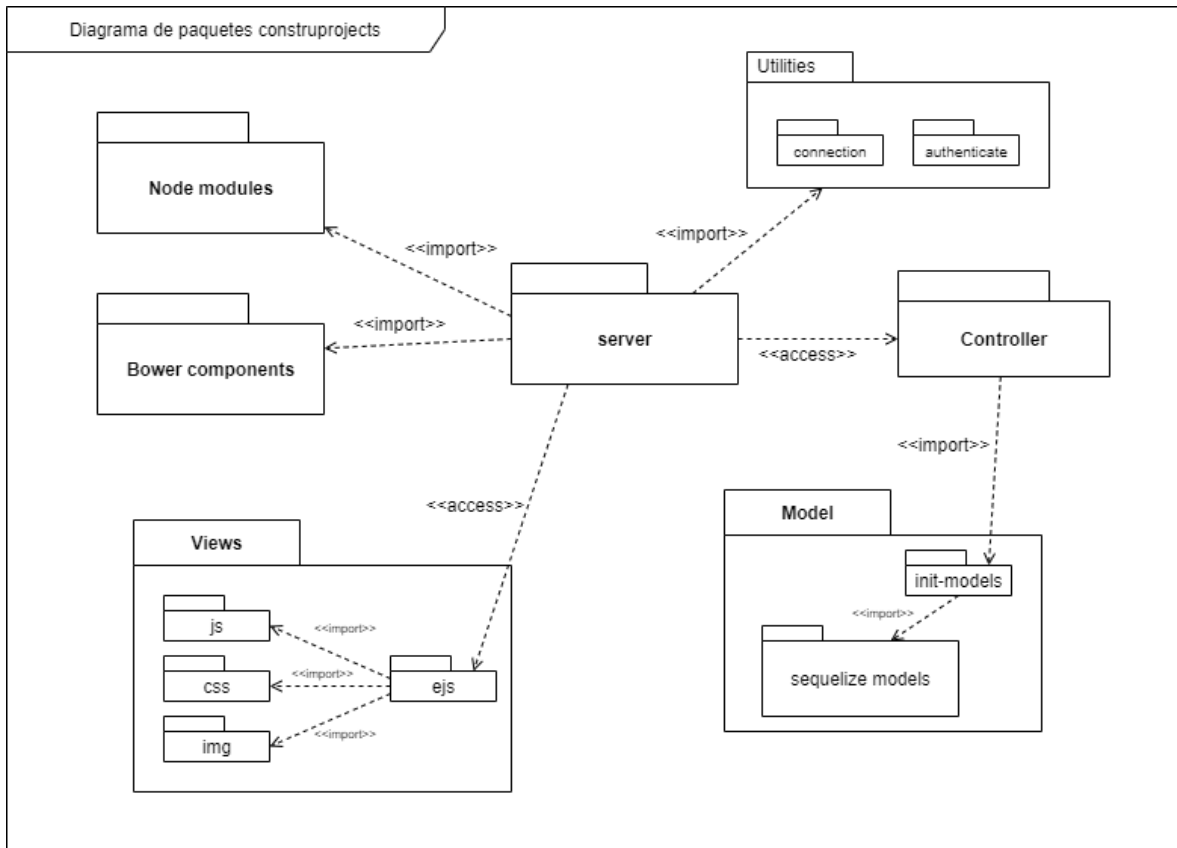 Diagrama de paquetes construprojects
Utilities
connection
authenticate
Node modules
<<import>>
<<import>>
Bower components
<<import>>
server
<<access>>
Controller
<<import>>
<<access>>
Views
js
<<import>>
css
<<import>>
ejs
img
<<import>>
Model
init-models
<<import>>
sequelize models